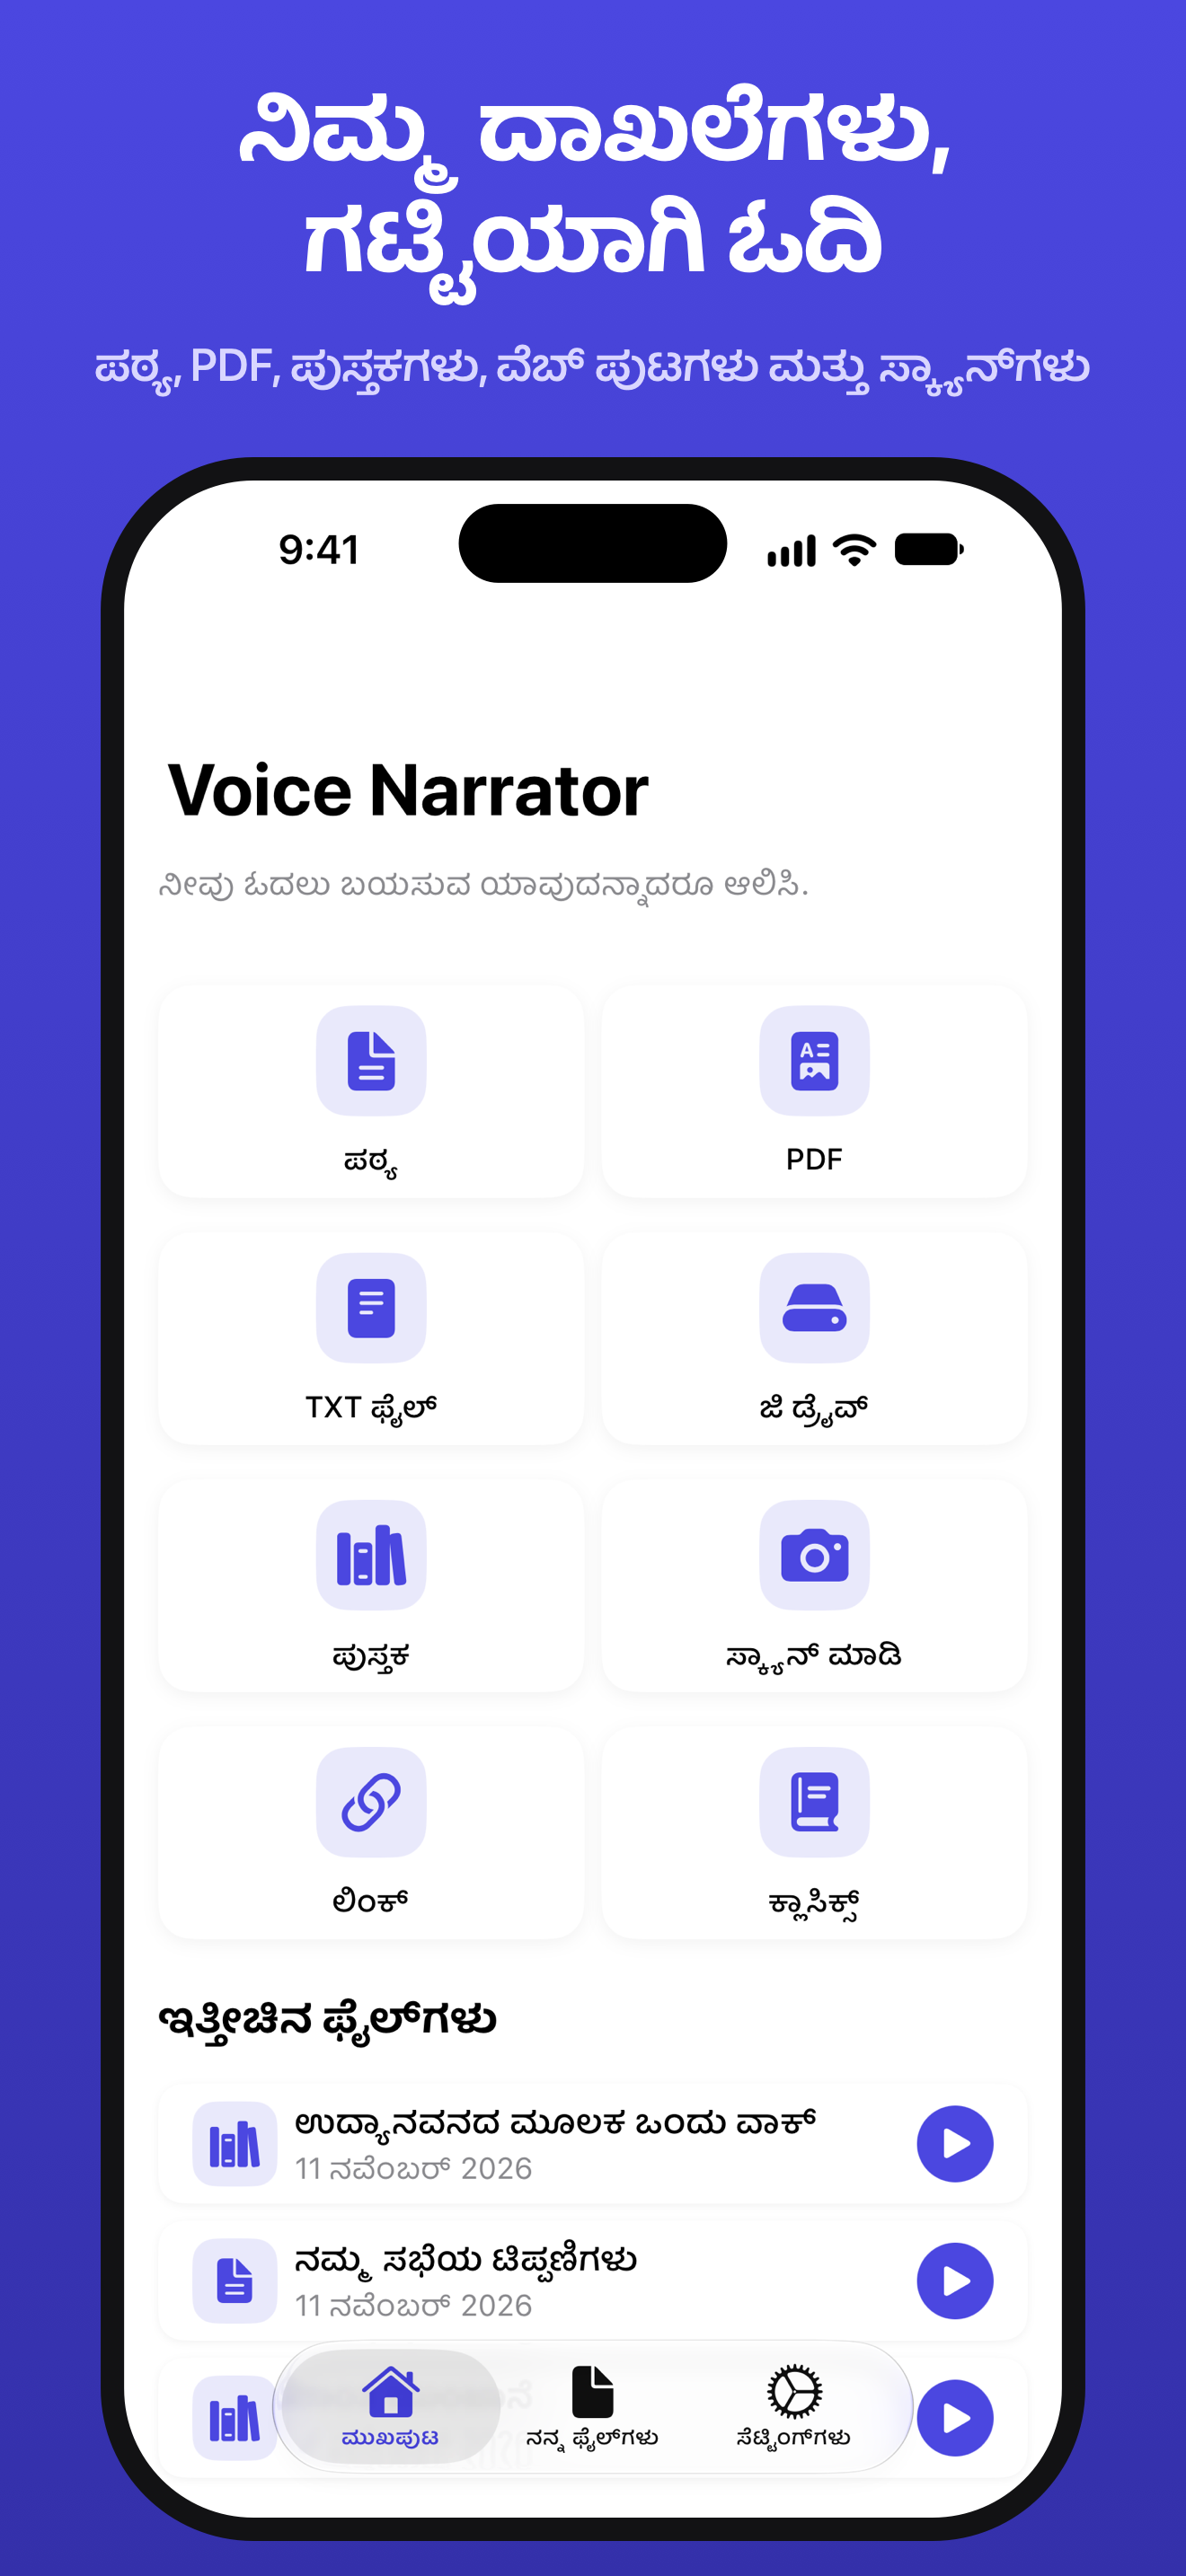 ನಿಮ್ಮ ದಾಖಲೆಗಳು,
ಗಟ್ಟಿಯಾಗಿ ಓದಿ
ಪಠ್ಯ, PDF, ಪುಸ್ತಕಗಳು, ವೆಬ್ ಪುಟಗಳು ಮತ್ತು ಸ್ಕ್ಯಾನ್‌ಗಳು
9:41
Voice Narrator
ನೀವು ಓದಲು ಬಯಸುವ ಯಾವುದನ್ನಾದರೂ ಆಲಿಸಿ.
ಪಠ್ಯ
PDF
TXT ಫೈಲ್
ಜಿ ಡ್ರೈವ್
ಪುಸ್ತಕ
ಸ್ಕ್ಯಾನ್ ಮಾಡಿ
ಲಿಂಕ್
ಕ್ಲಾಸಿಕ್ಸ್
ಇತ್ತೀಚಿನ ಫೈಲ್‌ಗಳು
ಉದ್ಯಾನವನದ ಮೂಲಕ ಒಂದು ವಾಕ್
11 ನವೆಂಬರ್ 2026
ನಮ್ಮ ಸಭೆಯ ಟಿಪ್ಪಣಿಗಳು
11 ನವೆಂಬರ್ 2026
ಮುಖಪುಟ
ನನ್ನ ಫೈಲ್‌ಗಳು
ಸೆಟ್ಟಿಂಗ್‌ಗಳು